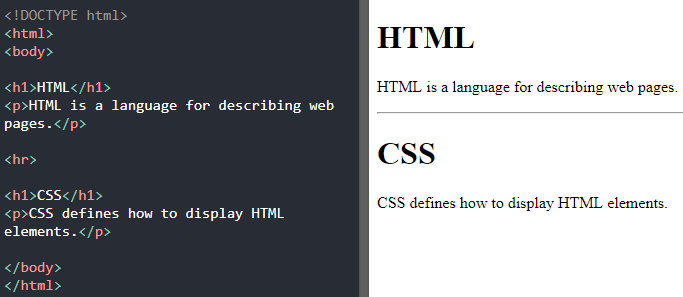 <!DOCTYPE html>
<html>
<body>
<h1>HTML</h1>
<p>HTML is a language for describing web
pages.</p>
<hr>
<h1>CSS</h1>
<p>CSS defines how to display HTML
elements.</p>
</body>
</html>
HTML
HTML is a language for describing web pages.
CSS
CSS defines how to display HTML elements.